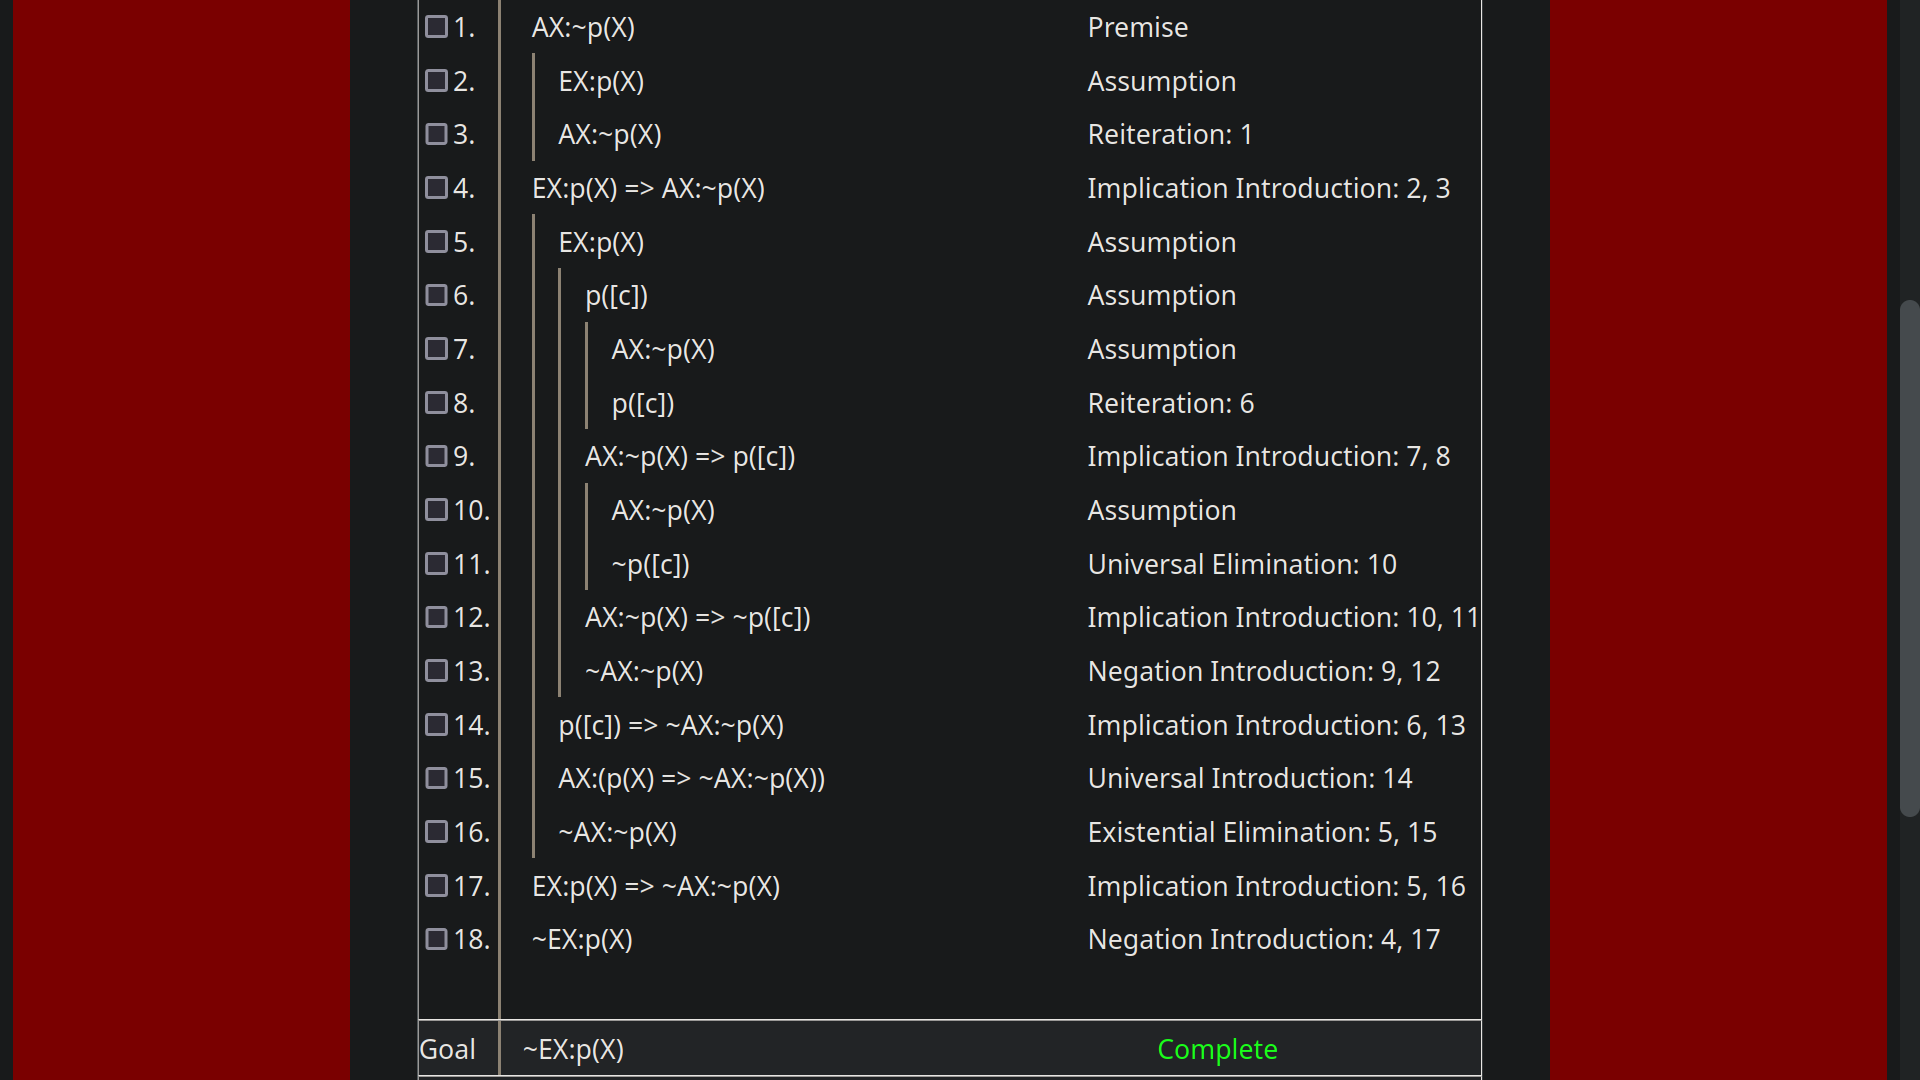 1. AX:~p(X) Premise
2. EX:p(X) Assumption
3. AX:~p(X) Reiteration: 1
4. EX:p(X) => AX:~p(X) Implication Introduction: 2, 3
5. EX:p(X) Assumption
6. p([c]) Assumption
7. AX:~p(X) Assumption
8. p([c]) Reiteration: 6
9. AX:~p(X) => p([c]) Implication Introduction: 7, 8
10. AX:~p(X) Assumption
11. ~p([c]) Universal Elimination: 10
12. AX:~p(X) => ~p([c]) Implication Introduction: 10, 11
13. ~AX:~p(X) Negation Introduction: 9, 12
14. p([c]) => ~AX:~p(X) Implication Introduction: 6, 13
15. AX:(p(X) => ~AX:~p(X)) Universal Introduction: 14
16. ~AX:~p(X) Existential Elimination: 5, 15
17. EX:p(X) => ~AX:~p(X) Implication Introduction: 5, 16
18. ~EX:p(X) Negation Introduction: 4, 17
Goal ~EX:p(X) Complete